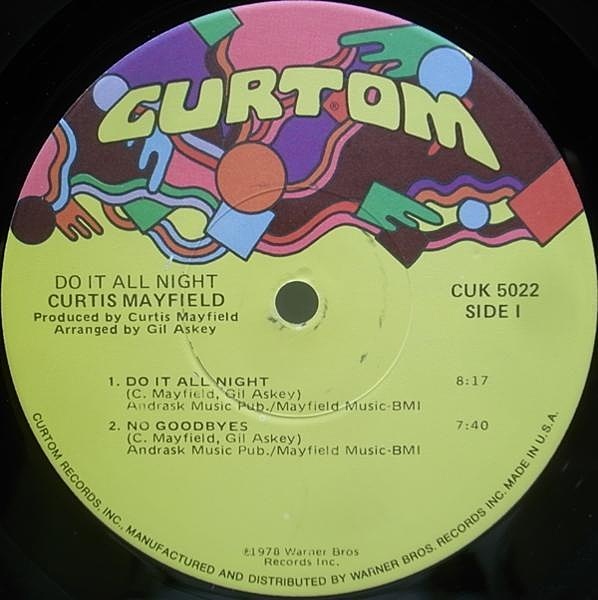 CURTOM®
DO IT ALL NIGHT
CURTIS MAYFIELD
Produced by Curtis Mayfield
Arranged by Gil Askey
CUK 5022
SIDE I
1. DO IT ALL NIGHT 8:17
(C. Mayfield, Gil Askey)
Andrask Music Pub./Mayfield Music-BMI
2. NO GOODBYES 7:40
(C. Mayfield, Gil Askey)
Andrask Music Pub./Mayfield Music-BMI
℗1978 Warner Bros
Records Inc.
CURTOM RECORDS, INC., MANUFACTURED AND DISTRIBUTED BY WARNER BROS. RECORDS INC. MADE IN U.S.A.